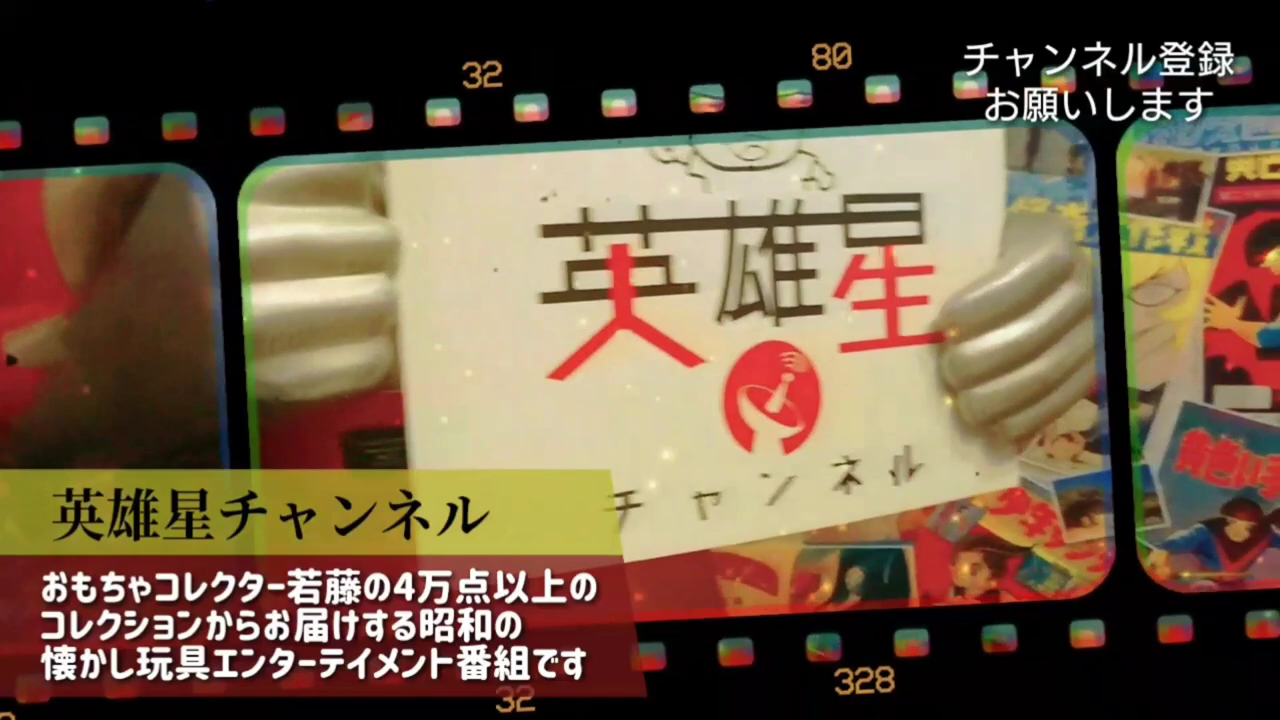 32
80
チャンネル登録
お願いします
英雄星
チャンネル
黄色い
英雄星チャンネル
おもちゃコレクター若藤の4万点以上の
コレクションからお届けする昭和の
懐かし玩具エンターテイメント番組です
32
328